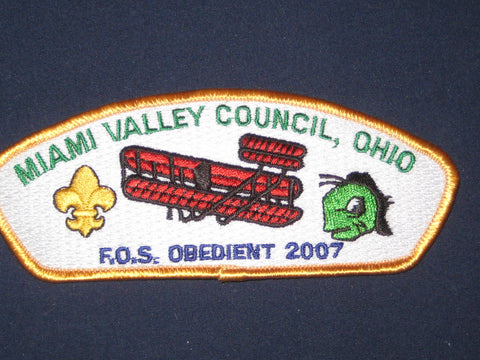 MIAMI VALLEY COUNCIL, OHIO
F.O.S. OBEDIENT 2007